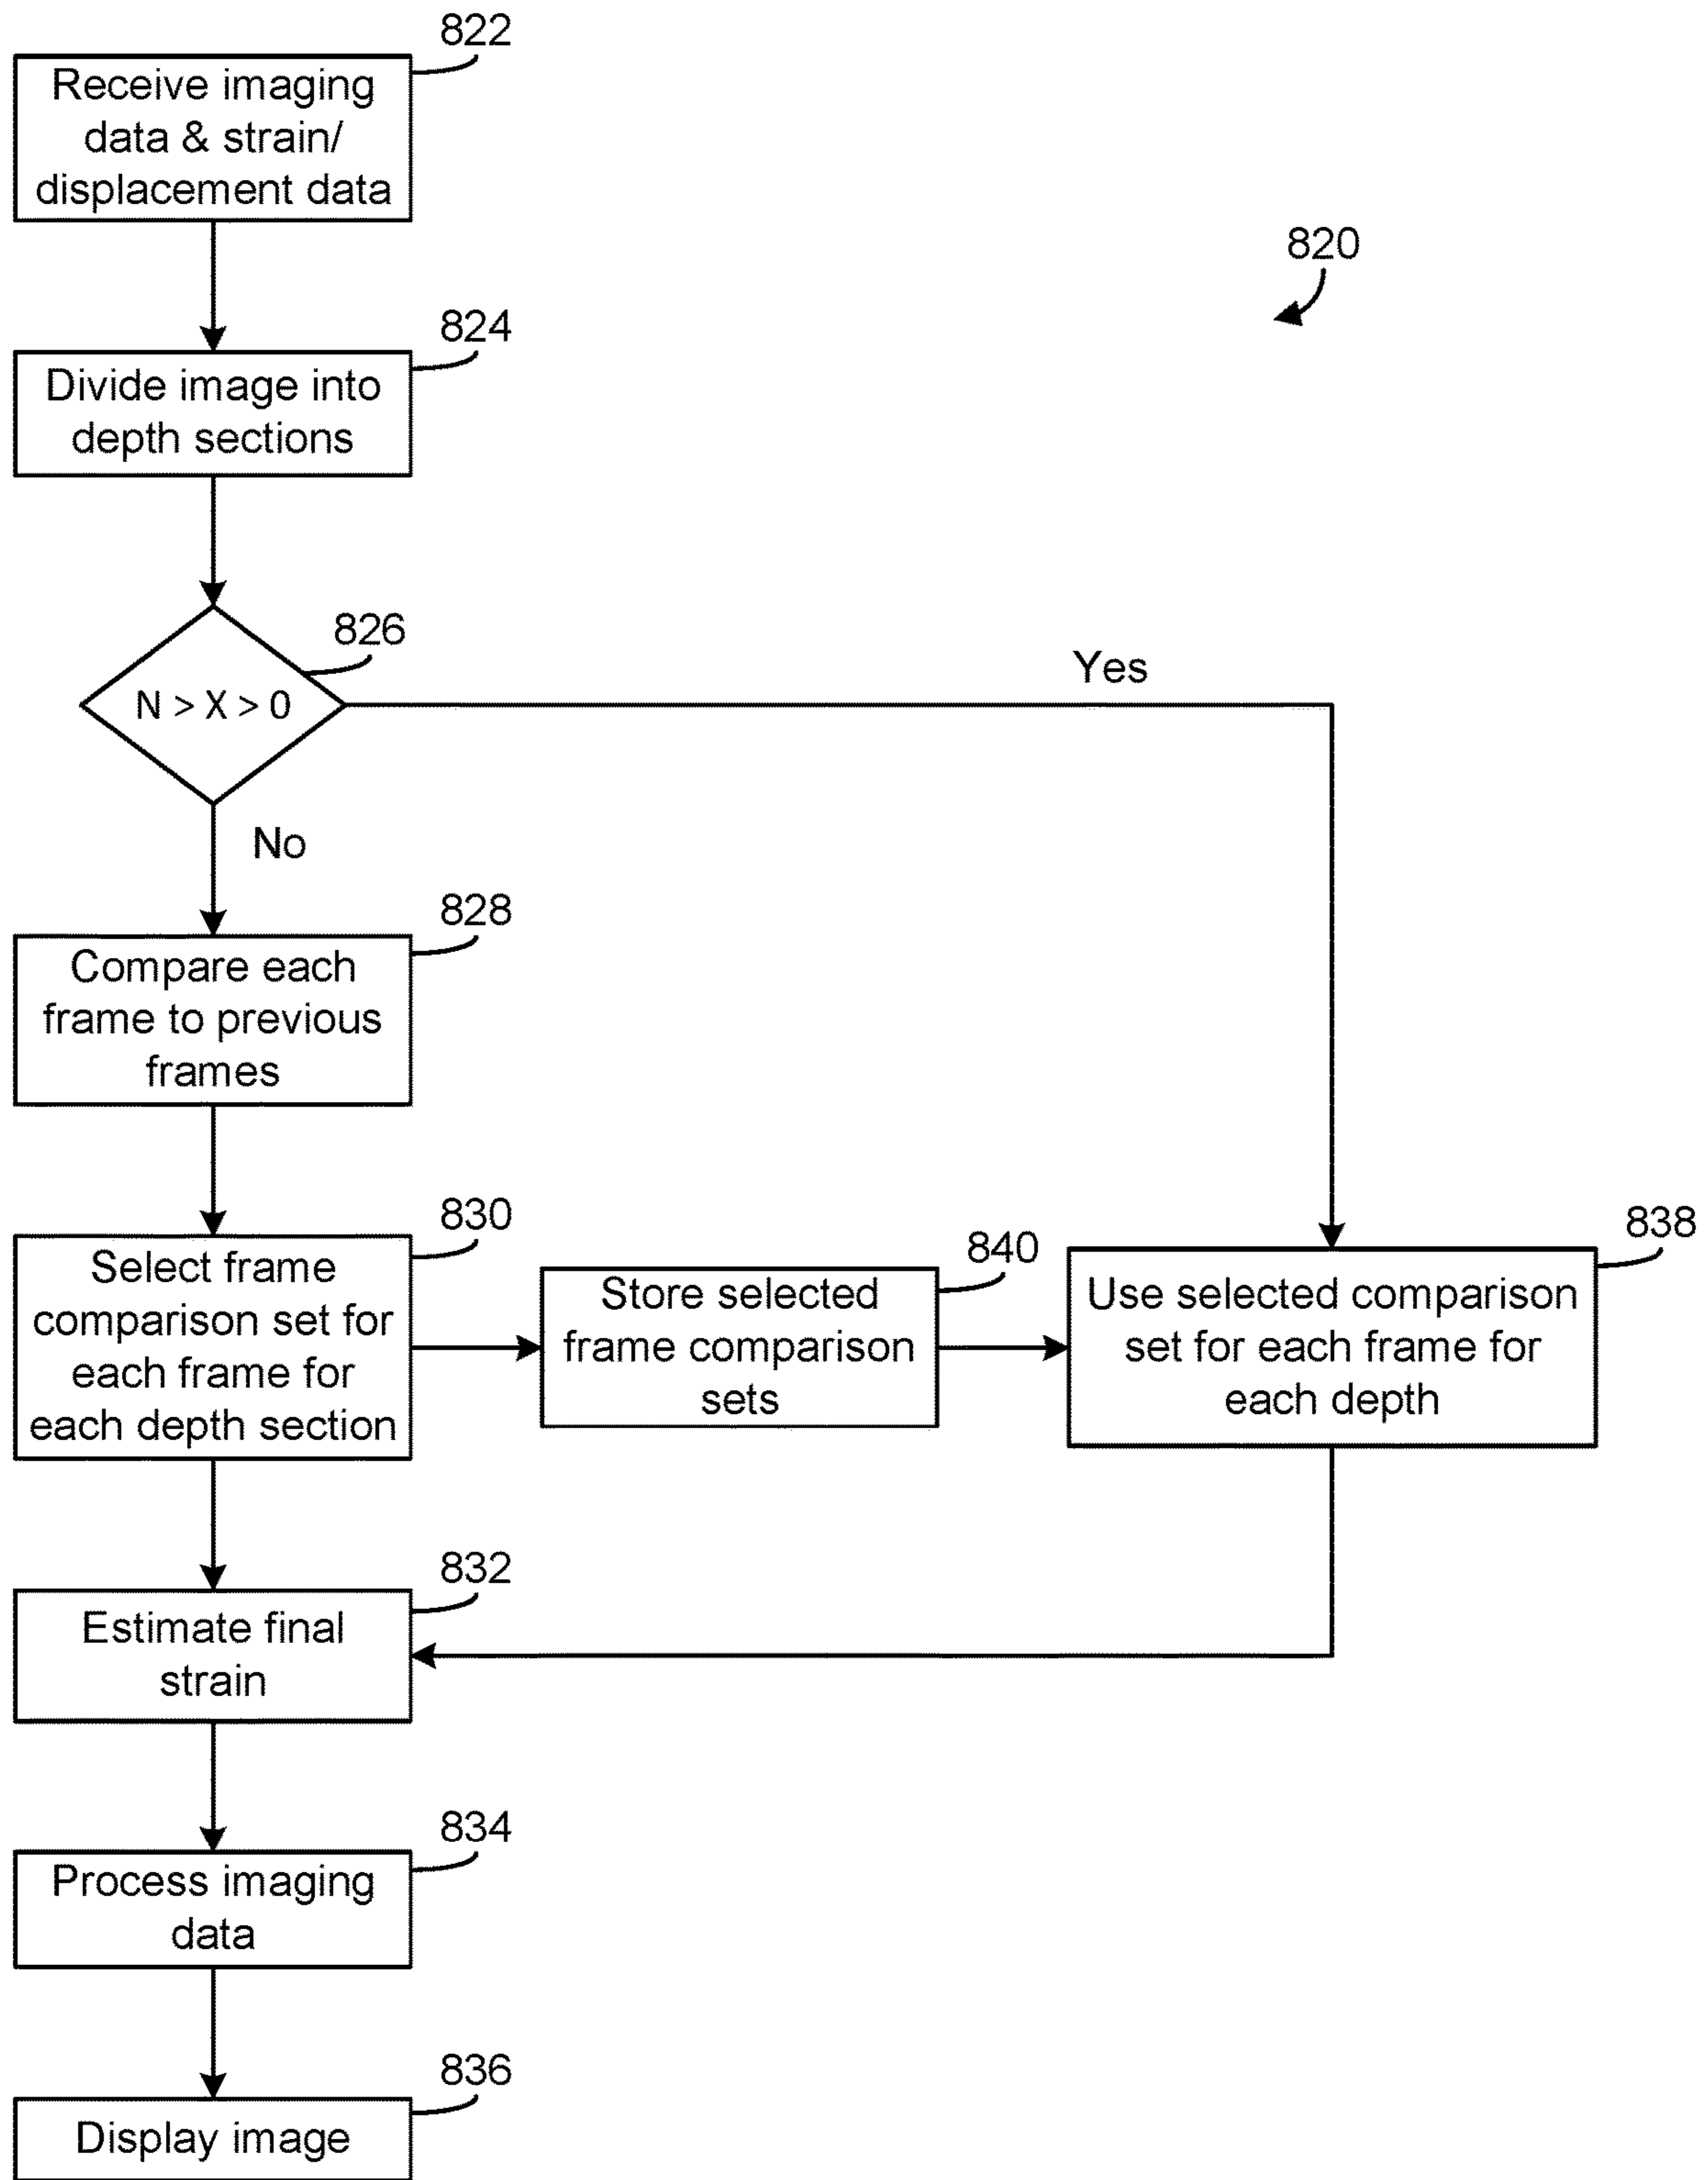 822
Receive imaging
data & strain/
displacement data
820
824
Divide image into
depth sections
826
N > X > 0
Yes
No
828
Compare each
frame to previous
frames
830
Select frame
comparison set for
each frame for
each depth section
840
Store selected
frame comparison
sets
838
Use selected comparison
set for each frame for
each depth
832
Estimate final
strain
834
Process imaging
data
836
Display image